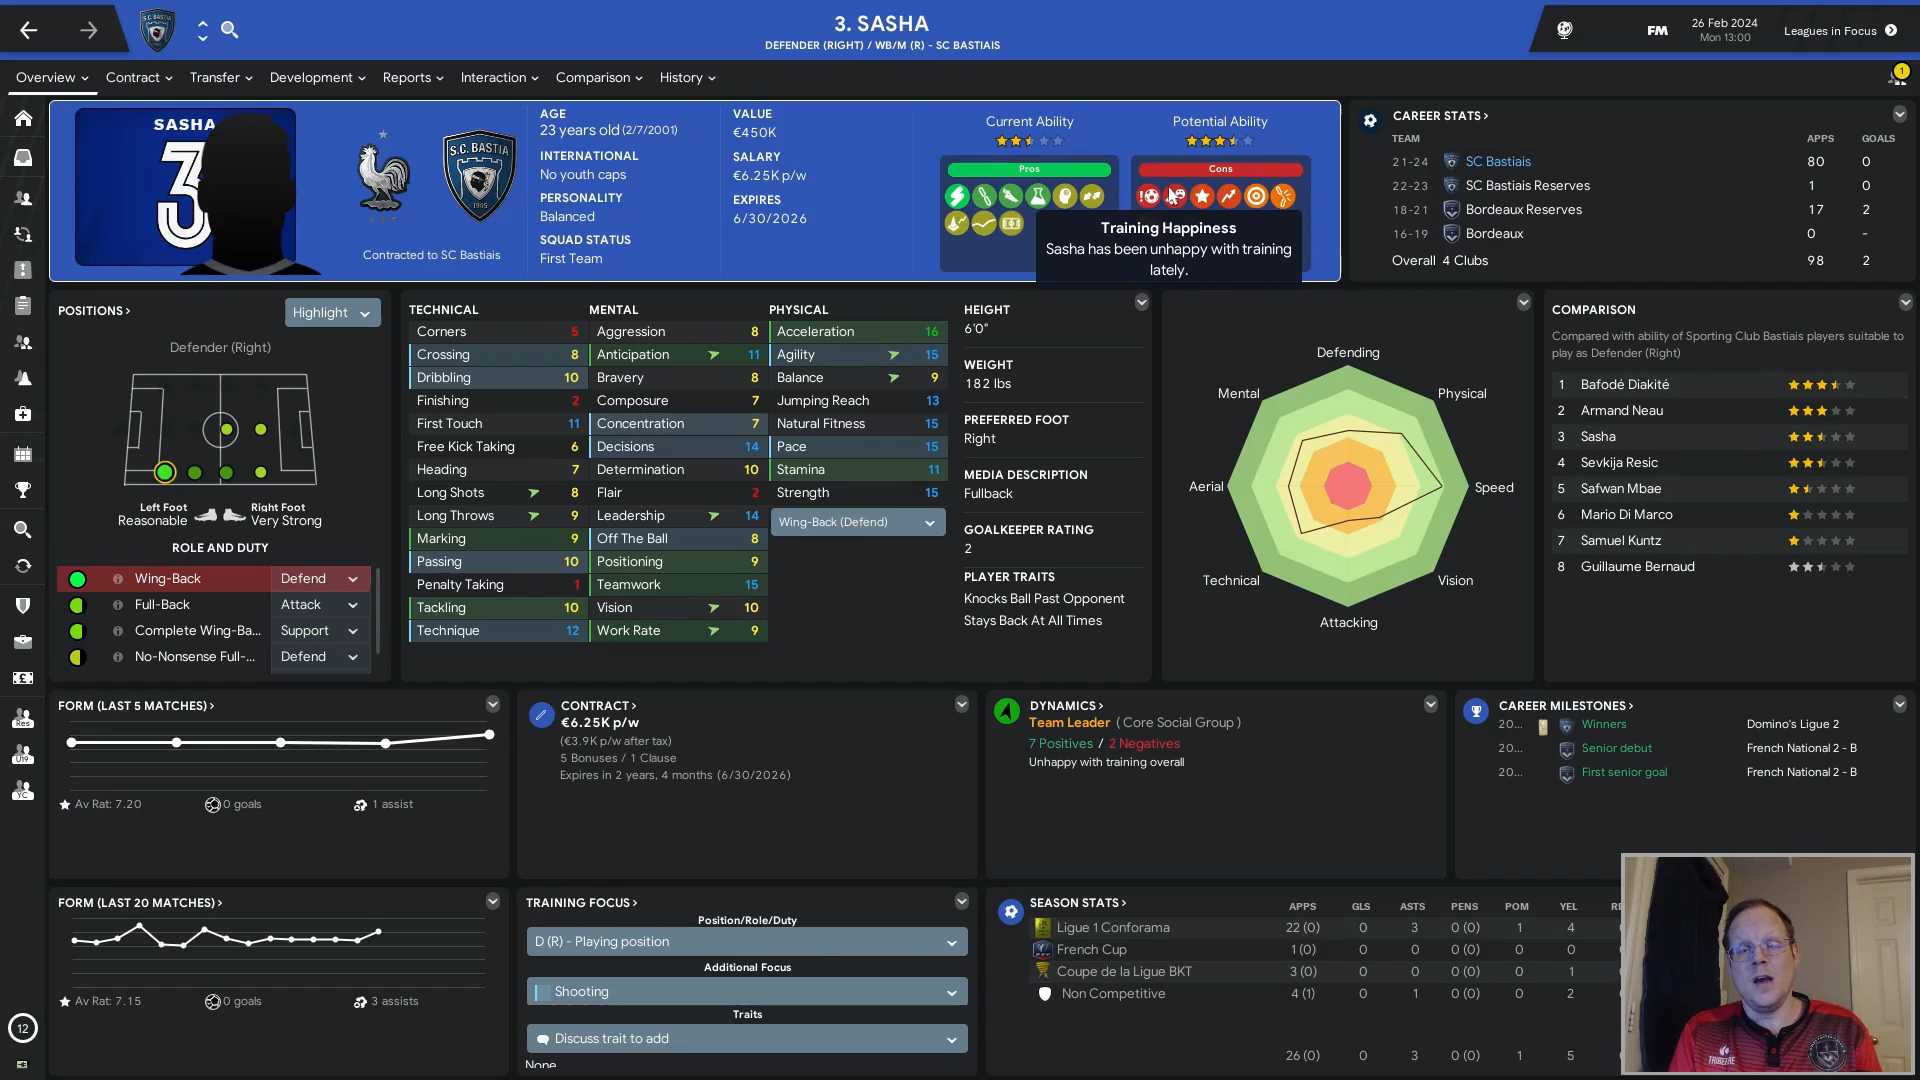 3. SASHA
DEFENDER (RIGHT) / WB/M (R) - SC BASTIAIS
FM
26 Feb 2024
Mon 13:00
Leagues in Focus
Overview
Contract
Transfer
Development
Reports
Interaction
Comparison
History
1
SASHA
3
S.C. BASTIA
1905
Contracted to SC Bastiais
AGE
23 years old (2/7/2001)
INTERNATIONAL
No youth caps
PERSONALITY
Balanced
SQUAD STATUS
First Team
VALUE
€450K
SALARY
€6.25K p/w
EXPIRES
6/30/2026
Current Ability
Pros
Potential Ability
Cons
Training Happiness
Sasha has been unhappy with training
lately.
CAREER STATS >
TEAM APPS GOALS
21-24 SC Bastiais 80 0
22-23 SC Bastiais Reserves 1 0
18-21 Bordeaux Reserves 17 2
16-19 Bordeaux 0 -
Overall 4 Clubs 98 2
POSITIONS >
Highlight
Defender (Right)
Left Foot
Reasonable
Right Foot
Very Strong
ROLE AND DUTY
Wing-Back Defend
Full-Back Attack
Complete Wing-Ba... Support
No-Nonsense Full-... Defend
TECHNICAL
Corners 5
Crossing 8
Dribbling 10
Finishing 2
First Touch 11
Free Kick Taking 6
Heading 7
Long Shots 8
Long Throws 9
Marking 9
Passing 10
Penalty Taking 1
Tackling 10
Technique 12
MENTAL
Aggression 8
Anticipation 11
Bravery 8
Composure 7
Concentration 7
Decisions 14
Determination 10
Flair 2
Leadership 14
Off The Ball 8
Positioning 9
Teamwork 15
Vision 10
Work Rate 9
PHYSICAL
Acceleration 16
Agility 15
Balance 9
Jumping Reach 13
Natural Fitness 15
Pace 15
Stamina 11
Strength 15
Wing-Back (Defend)
HEIGHT
6'0"
WEIGHT
182 lbs
PREFERRED FOOT
Right
MEDIA DESCRIPTION
Fullback
GOALKEEPER RATING
2
PLAYER TRAITS
Knocks Ball Past Opponent
Stays Back At All Times
Defending
Physical
Speed
Vision
Attacking
Technical
Aerial
Mental
COMPARISON
Compared with ability of Sporting Club Bastiais players suitable to
play as Defender (Right)
1 Bafodé Diakité
2 Armand Neau
3 Sasha
4 Sevkija Resic
5 Safwan Mbae
6 Mario Di Marco
7 Samuel Kuntz
8 Guillaume Bernaud
FORM (LAST 5 MATCHES) >
Av Rat: 7.20
0 goals
1 assist
CONTRACT >
€6.25K p/w
(€3.9K p/w after tax)
5 Bonuses / 1 Clause
Expires in 2 years, 4 months (6/30/2026)
DYNAMICS >
Team Leader ( Core Social Group )
7 Positives / 2 Negatives
Unhappy with training overall
CAREER MILESTONES >
20... Winners Domino's Ligue 2
20... Senior debut French National 2 - B
20... First senior goal French National 2 - B
FORM (LAST 20 MATCHES) >
Av Rat: 7.15
0 goals
3 assists
TRAINING FOCUS >
Position/Role/Duty
D (R) - Playing position
Additional Focus
Shooting
Traits
Discuss trait to add
None
SEASON STATS >
APPS GLS ASTS PENS POM YEL
Ligue 1 Conforama 22 (0) 0 3 0 (0) 1 4
French Cup 1 (0) 0 0 0 (0) 0 0
Coupe de la Ligue BKT 3 (0) 0 0 0 (0) 0 1
Non Competitive 4 (1) 0 1 0 (0) 0 2
26 (0) 0 3 0 (0) 1 5
Res
U19
YC
12
TRIBETRE